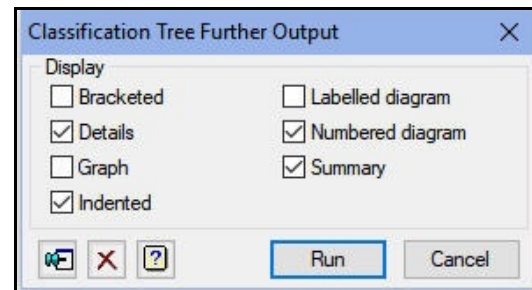 Classification Tree Further Output
Display
Bracketed
Labelled diagram
Details
Numbered diagram
Graph
Summary
Indented
Run
Cancel